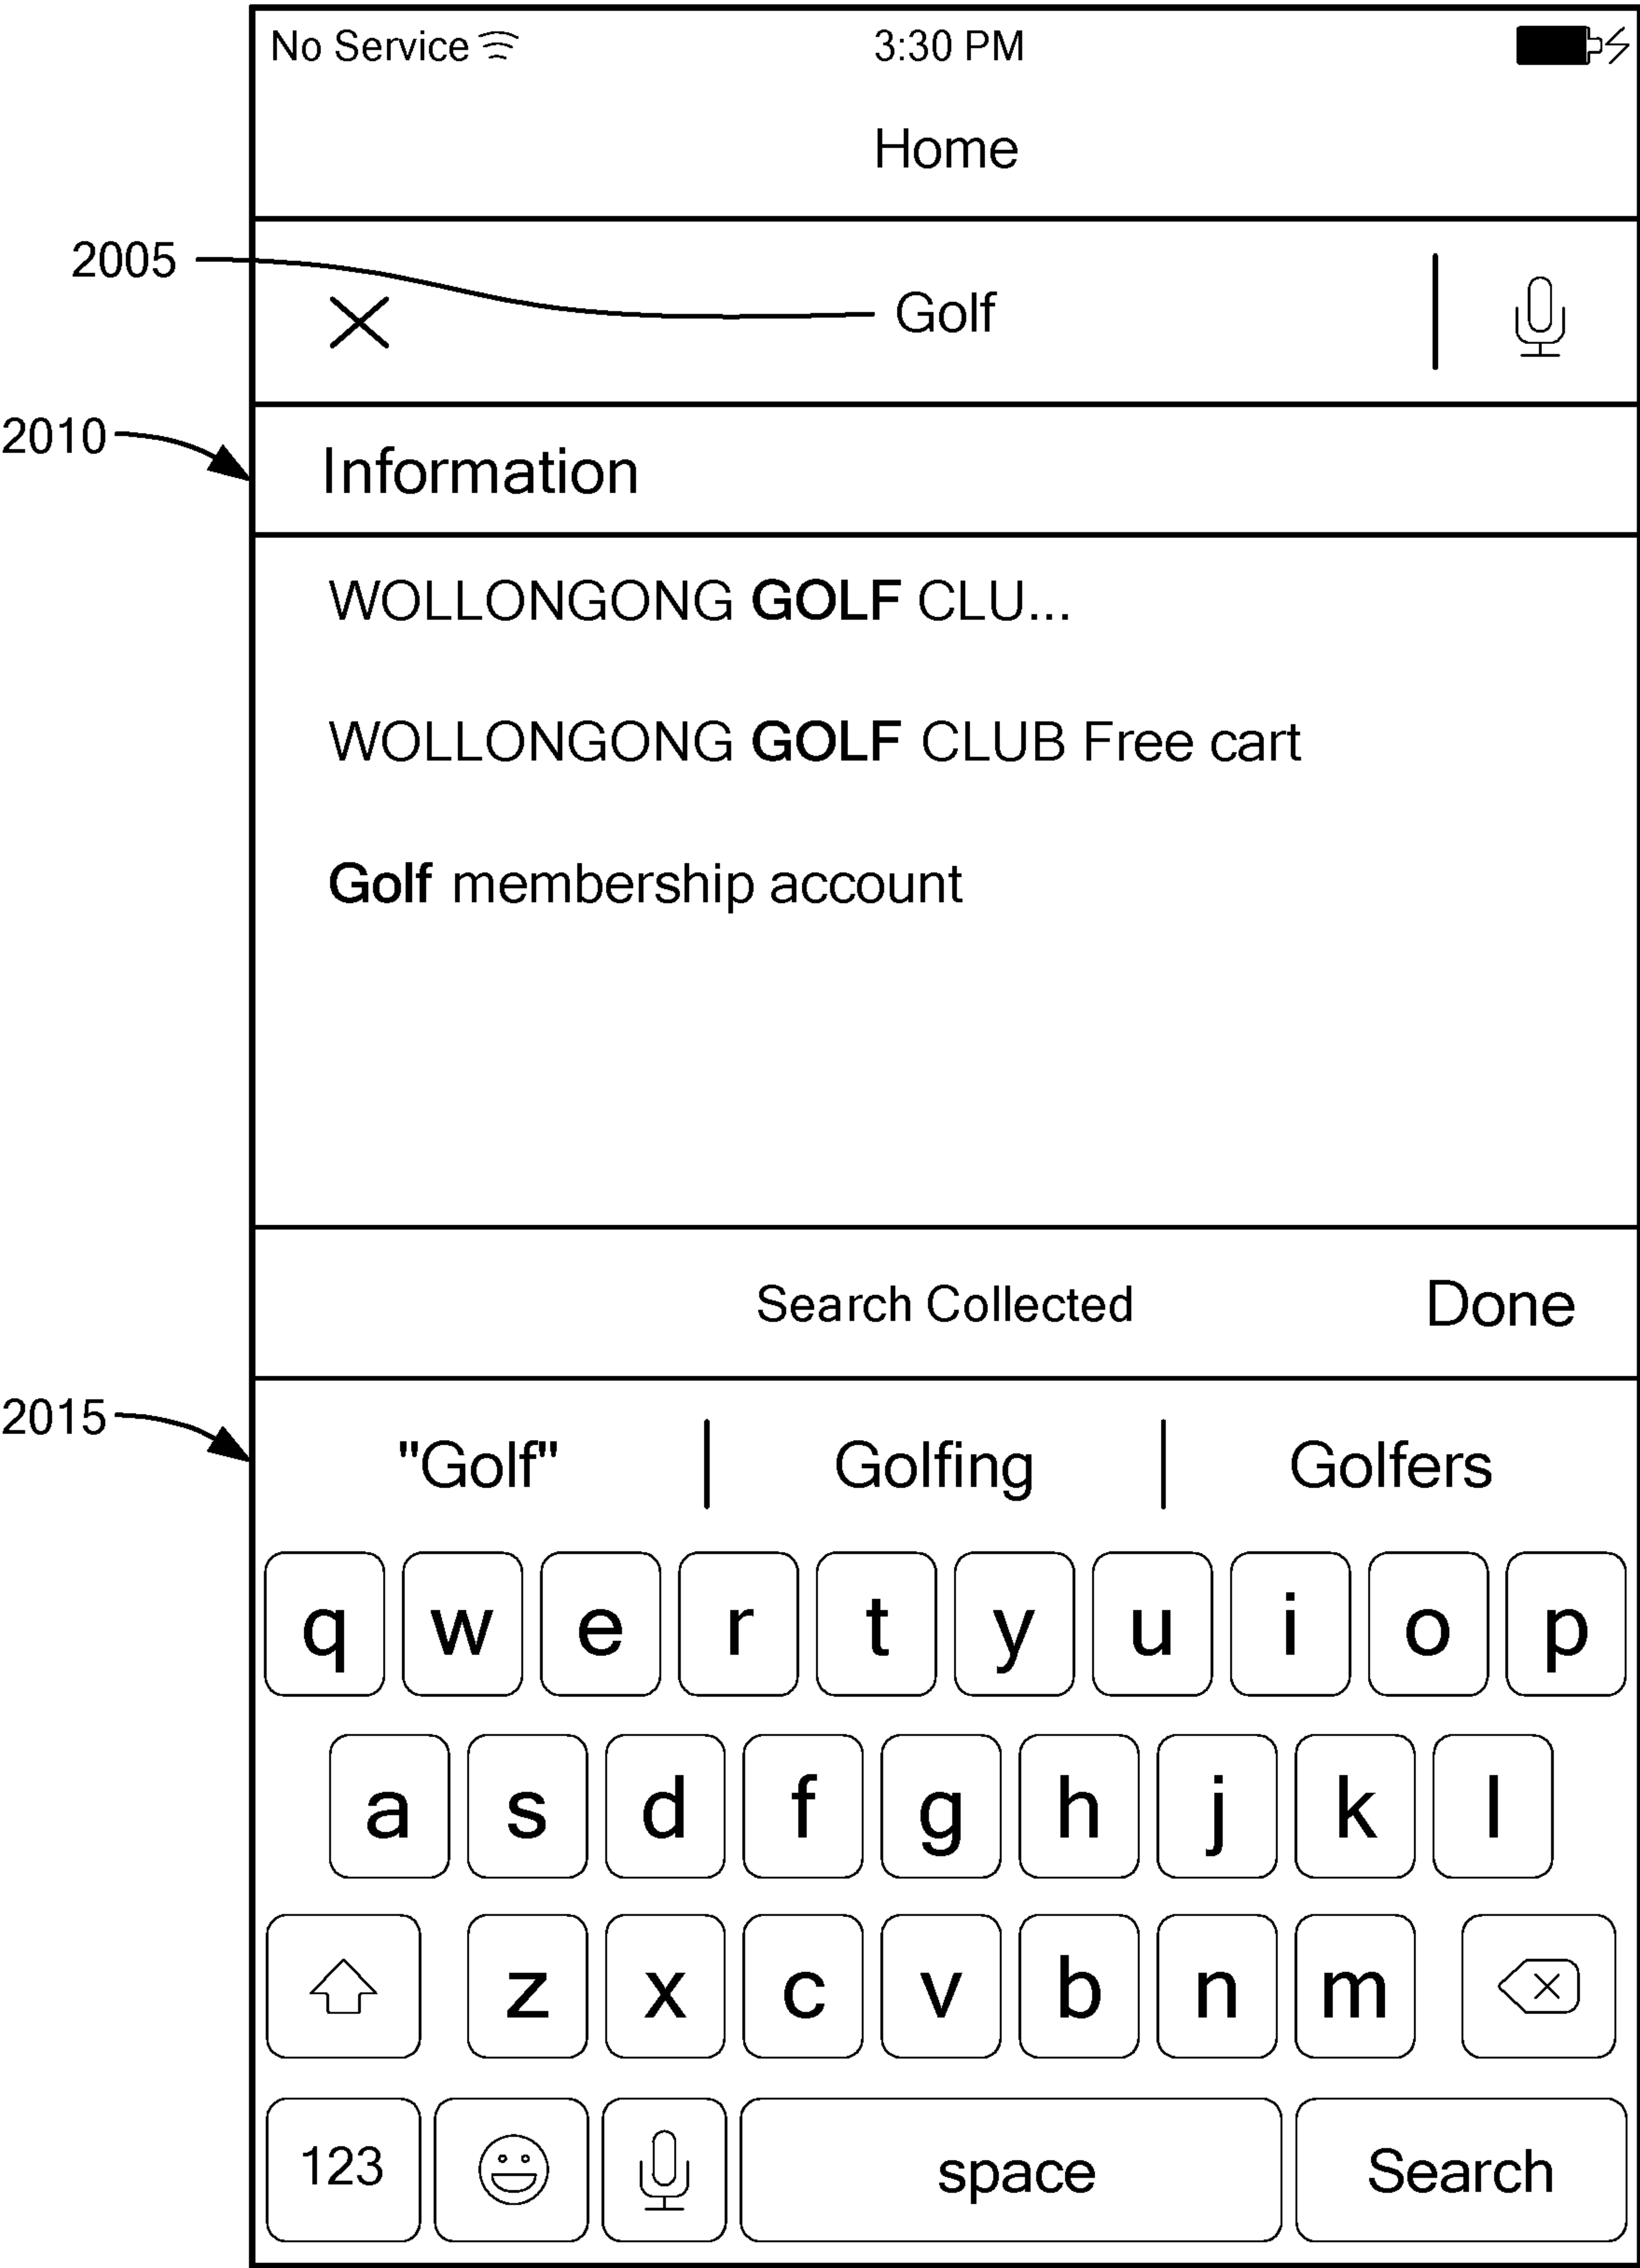 No Service 3:30 PM
Home
2005
Golf
2010
Information
WOLLONGONG GOLF CLU...
WOLLONGONG GOLF CLUB Free cart
Golf membership account
Search Collected Done
2015
"Golf" Golfing Golfers
q w e r t y u i o p
a s d f g h j k l
z x c v b n m
123 space Search